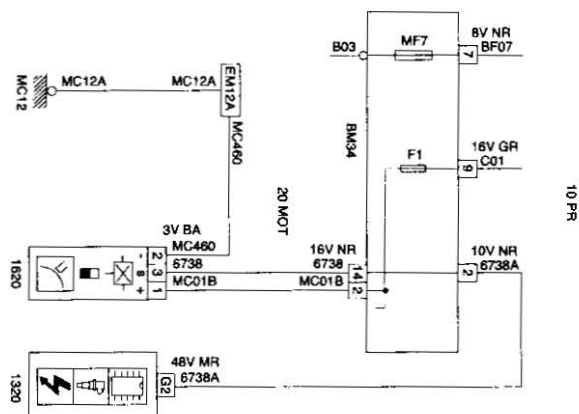 8V NR
B03 MF7 7 BF07
MC12 MC12A MC12A EM12A
MC460
BM34
16V GR
F1 9 C01
10 PR
20 MOT
3V BA
2 MC460
16V NR 10V NR
3 6738 6738 14 2 6738A
1 MC01B MC01B 2
- s +
1620
48V MR
G2 6738A
1320